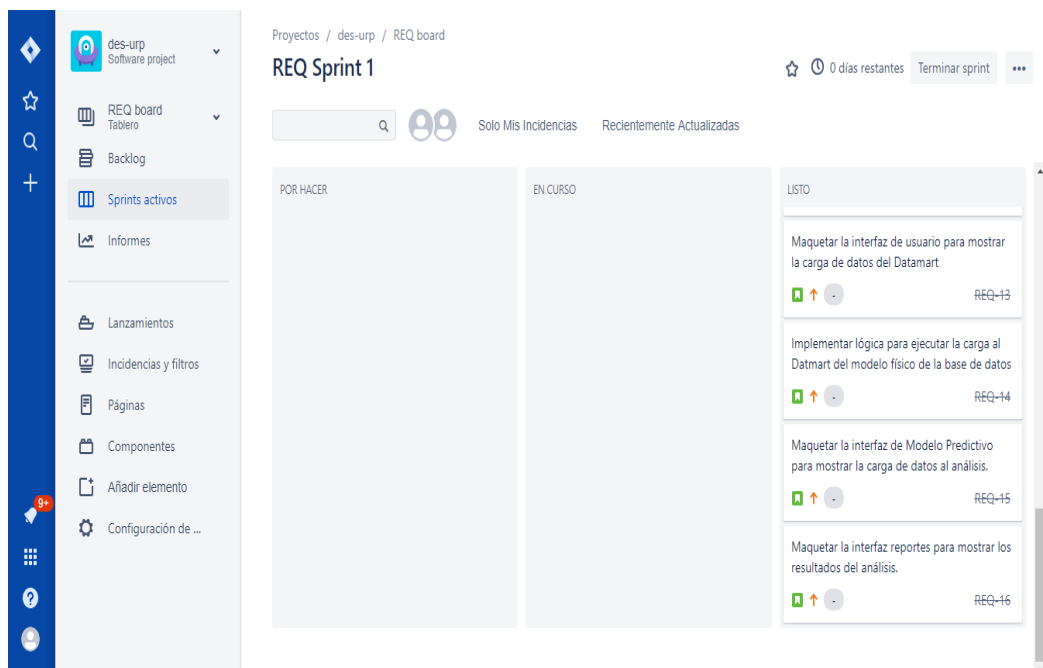 des-urp
Software project
REQ board
Tablero
Backlog
Sprints activos
Informes
Lanzamientos
Incidencias y filtros
Páginas
Componentes
Añadir elemento
Configuración de ...
9+
Proyectos / des-urp / REQ board
REQ Sprint 1
0 días restantes
Terminar sprint
Solo Mis Incidencias
Recientemente Actualizadas
POR HACER
EN CURSO
LISTO
Maquetar la interfaz de usuario para mostrar
la carga de datos del Datamart
- REQ-13
Implementar lógica para ejecutar la carga al
Datmart del modelo físico de la base de datos
- REQ-14
Maquetar la interfaz de Modelo Predictivo
para mostrar la carga de datos al análisis.
- REQ-15
Maquetar la interfaz reportes para mostrar los
resultados del análisis.
- REQ-16